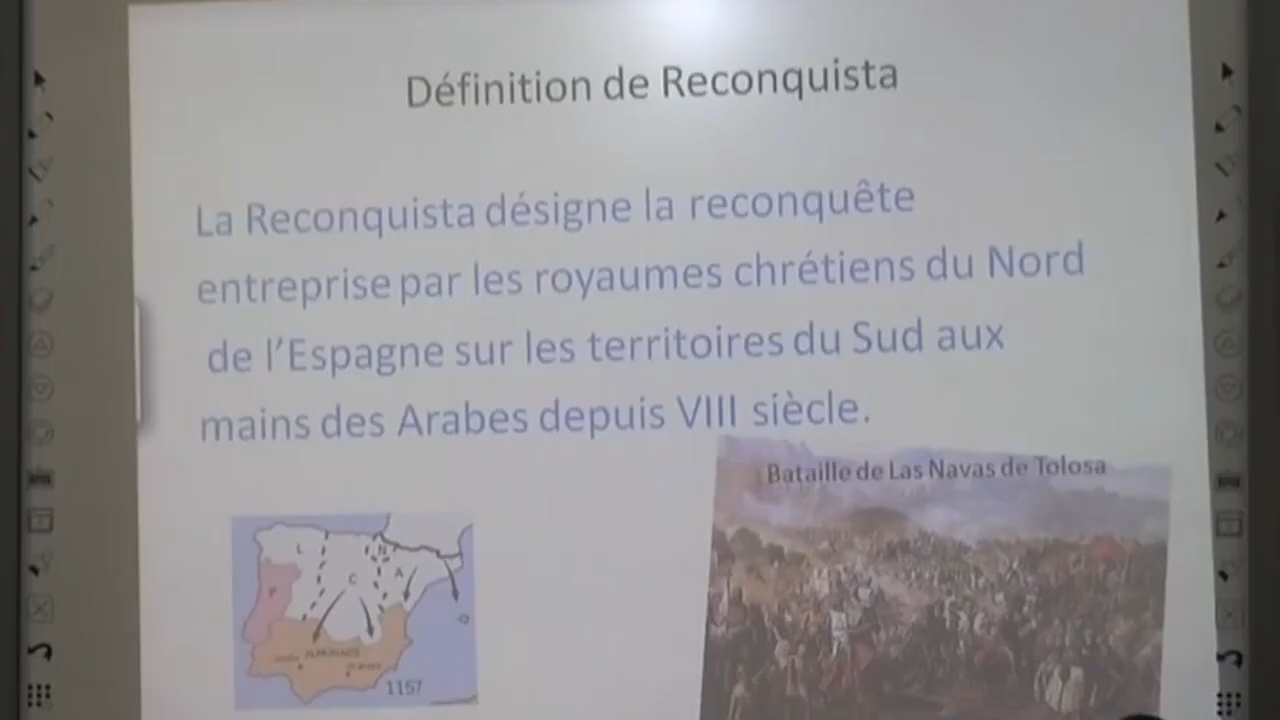 Définition de Reconquista
La Reconquista désigne la reconquête
entreprise par les royaumes chrétiens du Nord
de l'Espagne sur les territoires du Sud aux
mains des Arabes depuis VIII siècle.
Bataille de Las Navas de Tolosa
L
N
C
A
P
1157